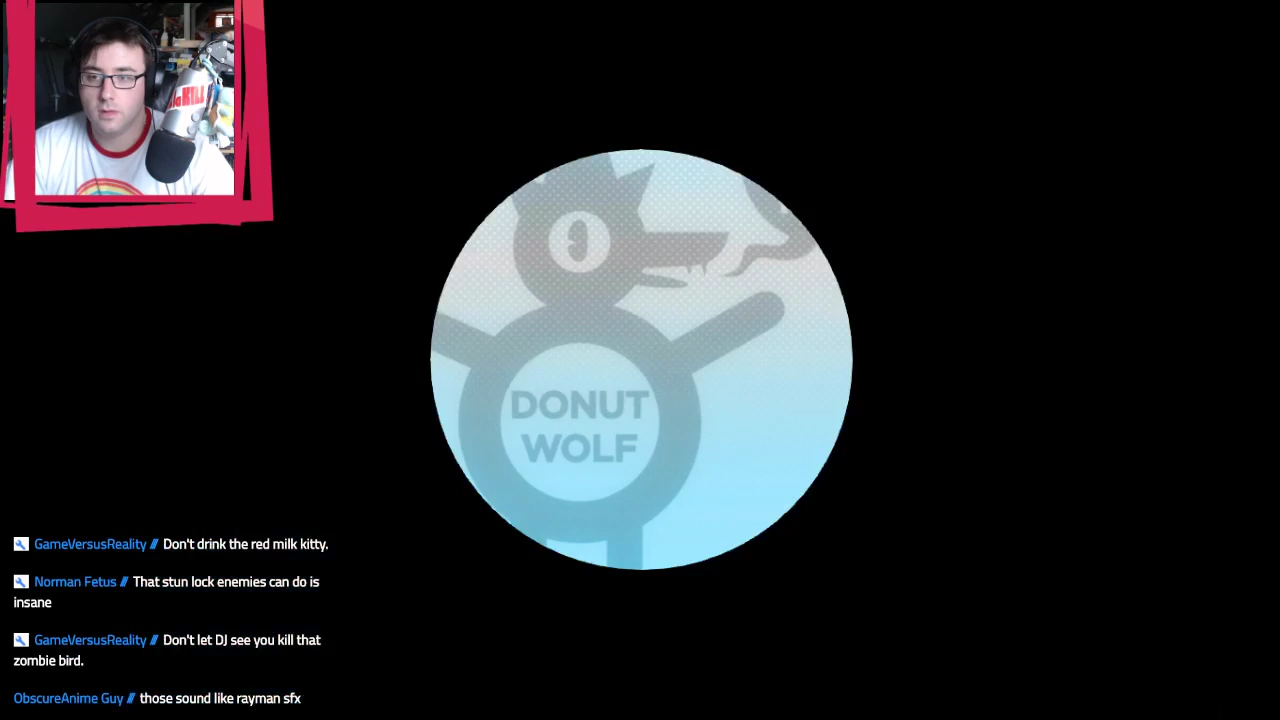 KILL
DONUT
WOLF
GameVersusReality // Don't drink the red milk kitty.
Norman Fetus // That stun lock enemies can do is
insane
GameVersusReality // Don't let DJ see you kill that
zombie bird.
ObscureAnime Guy // those sound like rayman sfx